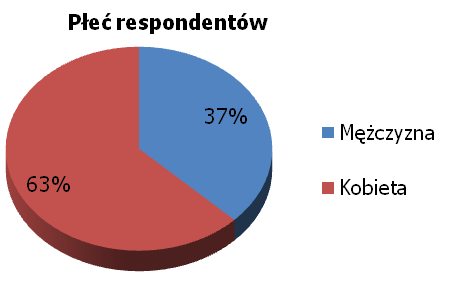 Płeć respondentów
37%
Mężczyzna
63%
Kobieta